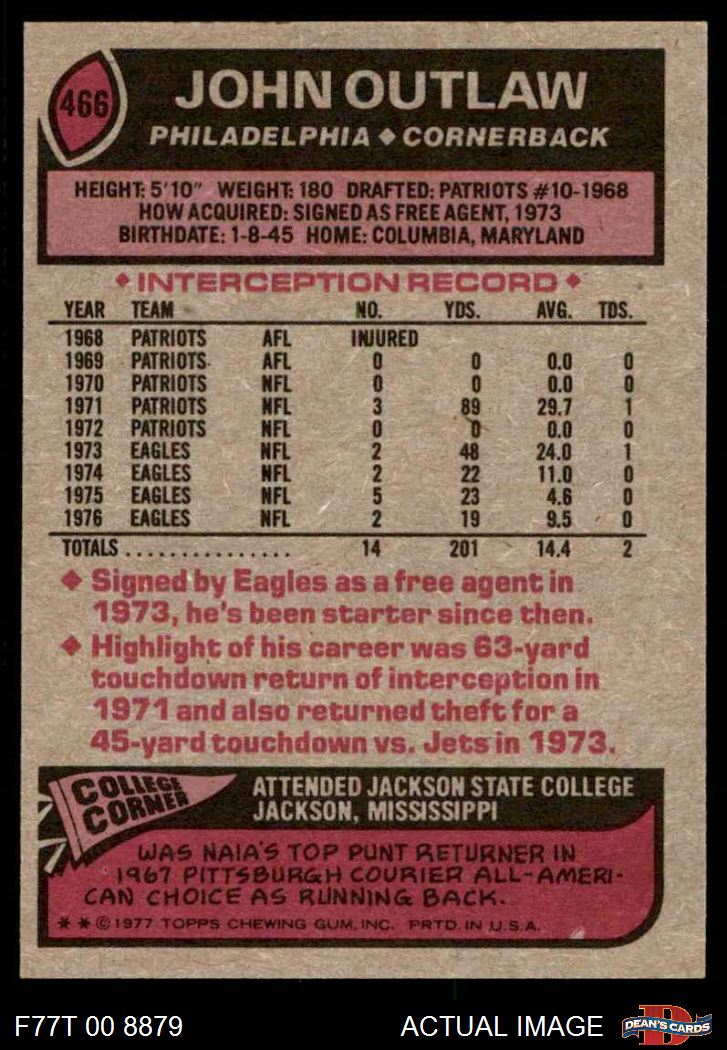 466
JOHN OUTLAW
PHILADELPHIA ◆ CORNERBACK
HEIGHT: 5'10" WEIGHT: 180 DRAFTED: PATRIOTS #10-1968
HOW ACQUIRED: SIGNED AS FREE AGENT, 1973
BIRTHDATE: 1-8-45 HOME: COLUMBIA, MARYLAND
◆ INTERCEPTION RECORD ◆
YEAR TEAM NO. YDS. AVG. TDS.
1968 PATRIOTS AFL INJURED
1969 PATRIOTS AFL 0 0 0.0 0
1970 PATRIOTS NFL 0 0 0.0 0
1971 PATRIOTS NFL 3 89 29.7 1
1972 PATRIOTS NFL 0 0 0.0 0
1973 EAGLES NFL 2 48 24.0 1
1974 EAGLES NFL 2 22 11.0 0
1975 EAGLES NFL 5 23 4.6 0
1976 EAGLES NFL 2 19 9.5 0
TOTALS ............... 14 201 14.4 2
◆ Signed by Eagles as a free agent in
1973, he's been starter since then.
◆ Highlight of his career was 63-yard
touchdown return of interception in
1971 and also returned theft for a
45-yard touchdown vs. Jets in 1973.
COLLEGE
CORNER
ATTENDED JACKSON STATE COLLEGE
JACKSON, MISSISSIPPI
WAS NAIA'S TOP PUNT RETURNER IN
1967 PITTSBURGH COURIER ALL-AMERI-
CAN CHOICE AS RUNNING BACK.
* * © 1977 TOPPS CHEWING GUM, INC. PRTD. IN U.S.A.
F77T 00 8879 ACTUAL IMAGE
D
DEAN'S CARDS